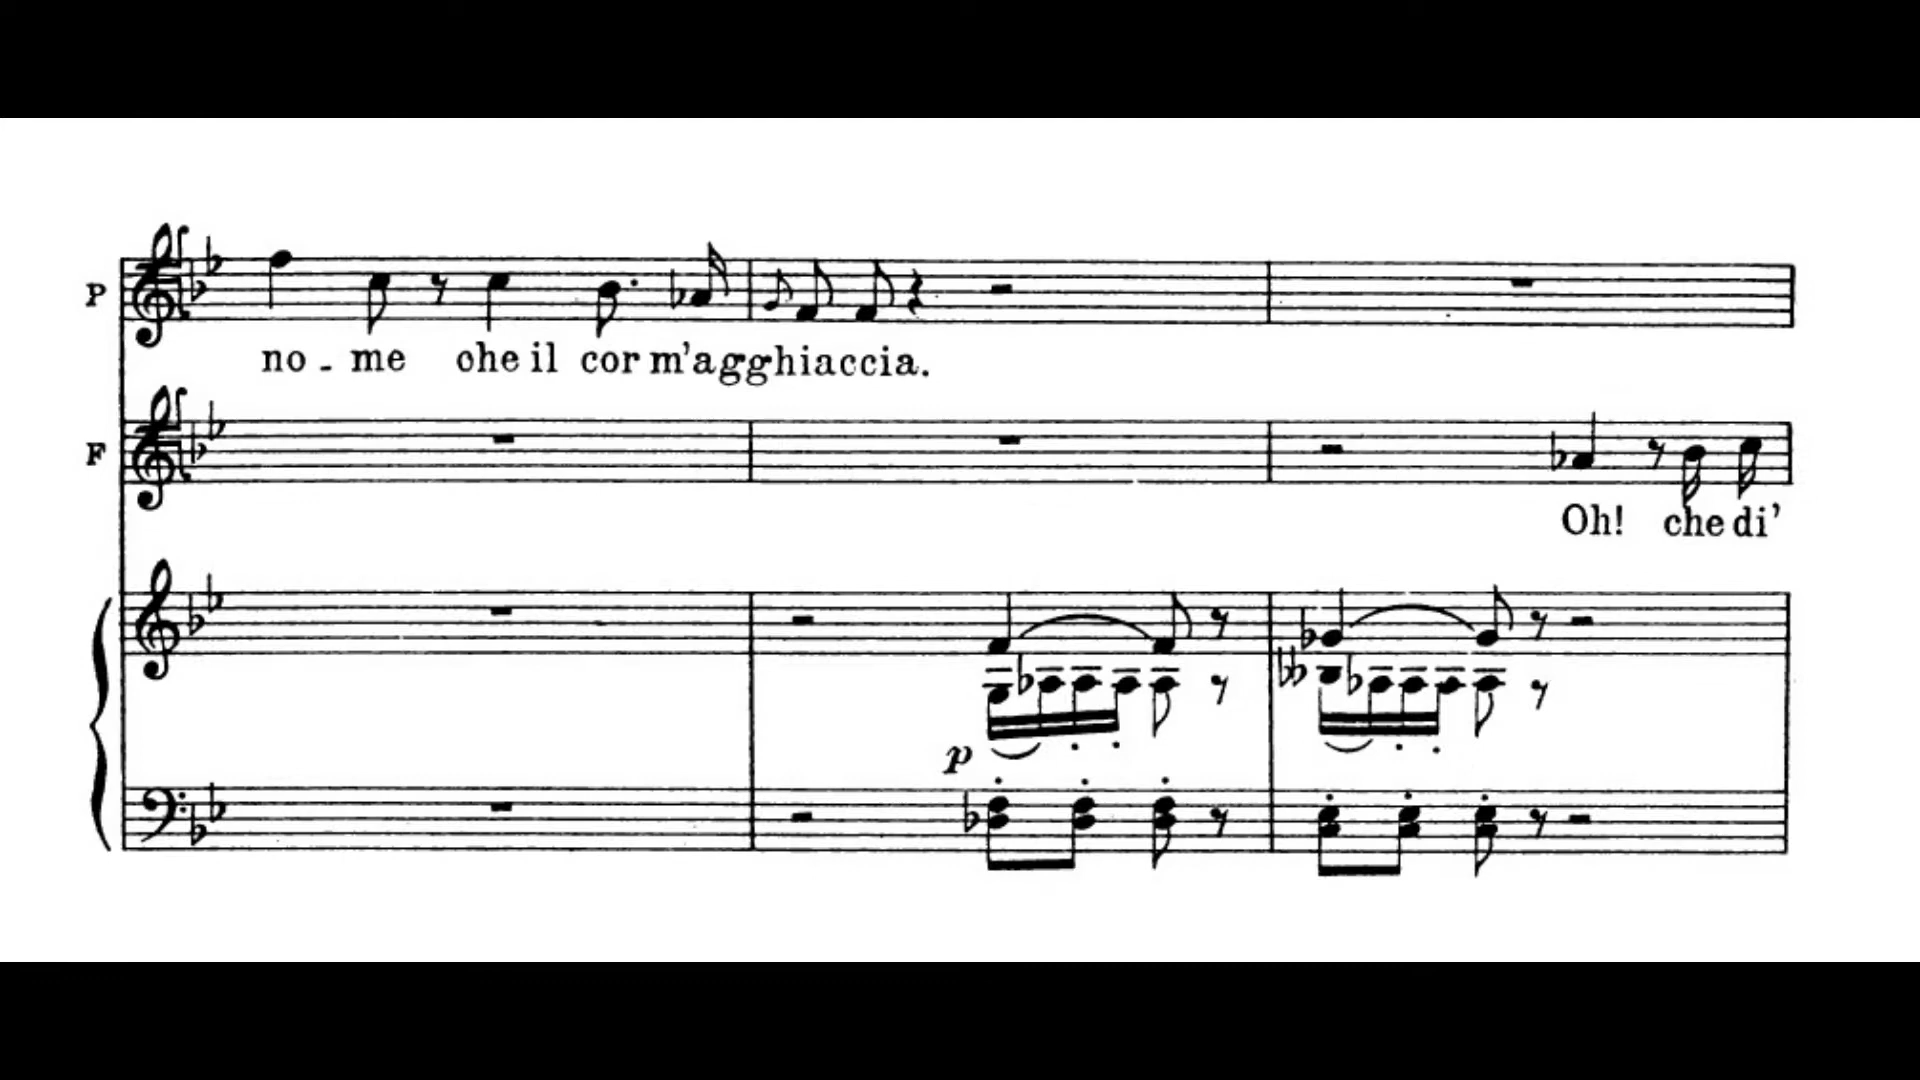 P
no - me che il cor m'agghiaccia.
F
Oh! che di'
p